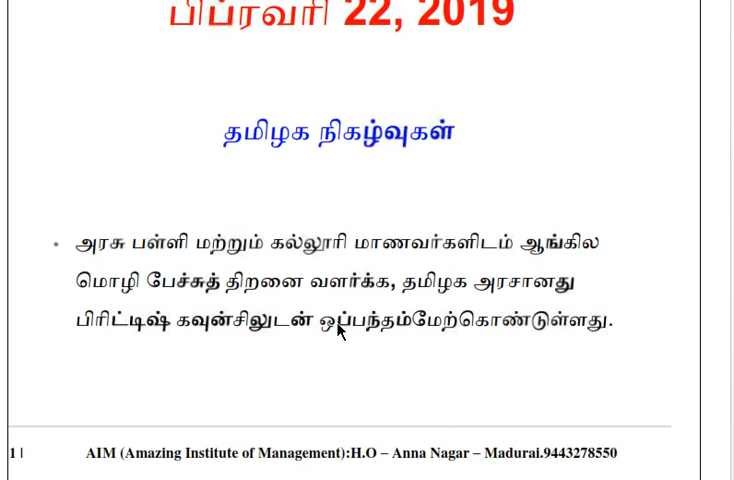 பிப்ரவரி 22, 2019
தமிழக நிகழ்வுகள்
• அரசு பள்ளி மற்றும் கல்லூரி மாணவர்களிடம் ஆங்கில
மொழி பேச்சுத் திறனை வளர்க்க, தமிழக அரசானது
பிரிட்டிஷ் கவுன்சிலுடன் ஒப்பந்தம்மேற்கொண்டுள்ளது.
1 | AIM (Amazing Institute of Management):H.O – Anna Nagar – Madurai.9443278550